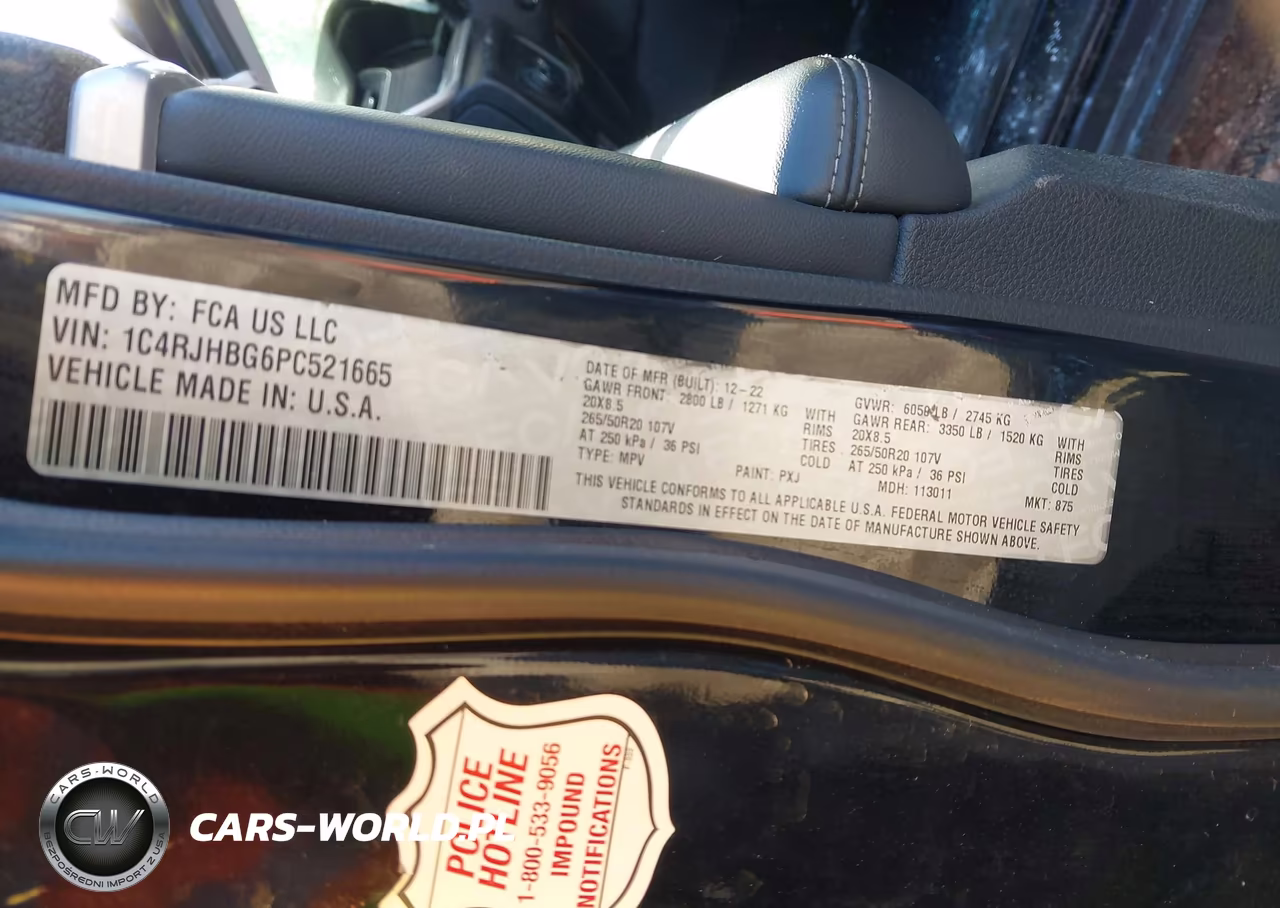 MFD BY: FCA US LLC
VIN: 1C4RJHBG6PC521665
VEHICLE MADE IN: U.S.A.
DATE OF MFR (BUILT): 12-22
GAWR FRONT: 2800 LB / 1271 KG WITH
20X8.5 RIMS
265/50R20 107V TIRES
AT 250 kPa / 36 PSI COLD
TYPE: MPV
PAINT: PXJ
GVWR: 6050 LB / 2745 KG
GAWR REAR: 3350 LB / 1520 KG WITH
20X8.5 RIMS
265/50R20 107V TIRES
AT 250 kPa / 36 PSI COLD
MDH: 113011 MKT: 875
THIS VEHICLE CONFORMS TO ALL APPLICABLE U.S.A. FEDERAL MOTOR VEHICLE SAFETY
STANDARDS IN EFFECT ON THE DATE OF MANUFACTURE SHOWN ABOVE.
POLICE
HOTLINE
1-800-533-9056
IMPOUND
NOTIFICATIONS
CARS-WORLD
CW
BEZPOŚREDNI IMPORT Z USA
CARS-WORLD.PL